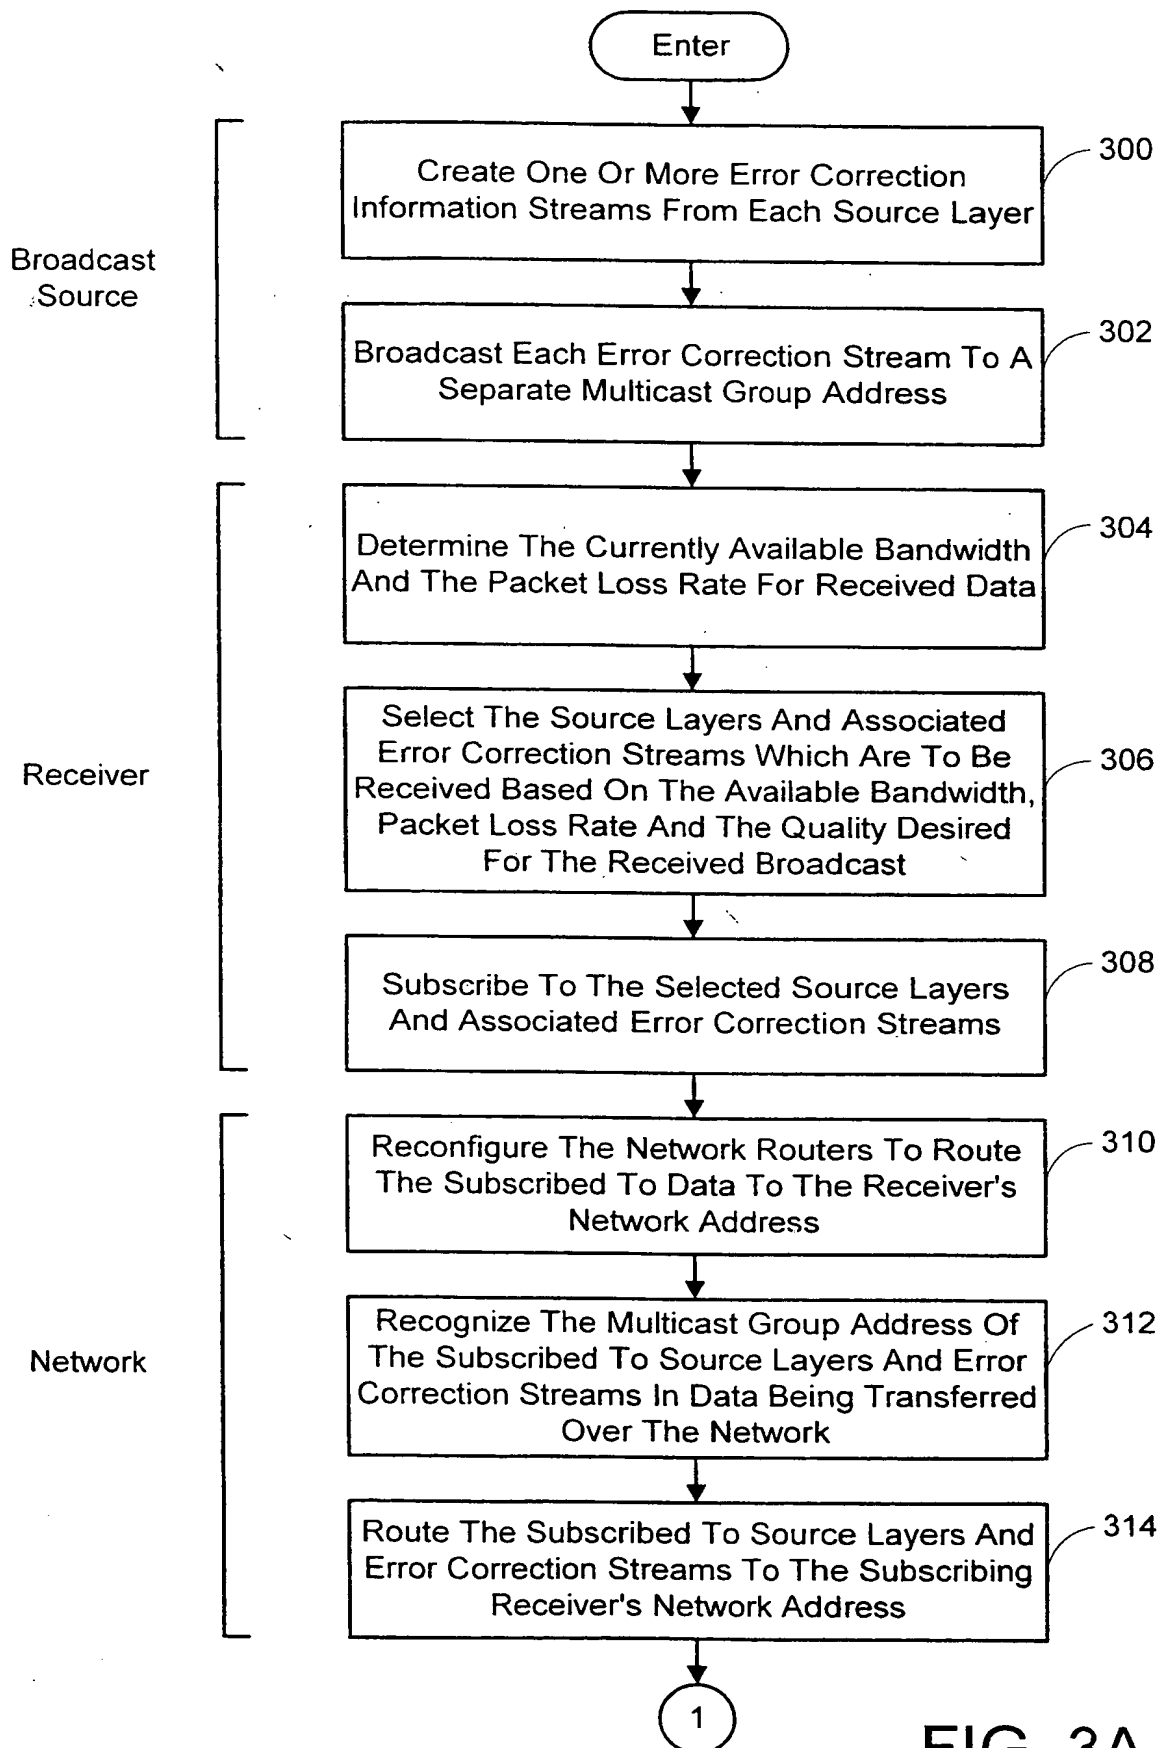 Enter
300
Create One Or More Error Correction
Information Streams From Each Source Layer
Broadcast
Source
302
Broadcast Each Error Correction Stream To A
Separate Multicast Group Address
304
Determine The Currently Available Bandwidth
And The Packet Loss Rate For Received Data
Receiver
306
Select The Source Layers And Associated
Error Correction Streams Which Are To Be
Received Based On The Available Bandwidth,
Packet Loss Rate And The Quality Desired
For The Received Broadcast
308
Subscribe To The Selected Source Layers
And Associated Error Correction Streams
310
Reconfigure The Network Routers To Route
The Subscribed To Data To The Receiver's
Network Address
Network
312
Recognize The Multicast Group Address Of
The Subscribed To Source Layers And Error
Correction Streams In Data Being Transferred
Over The Network
314
Route The Subscribed To Source Layers And
Error Correction Streams To The Subscribing
Receiver's Network Address
1
FIG. 3A